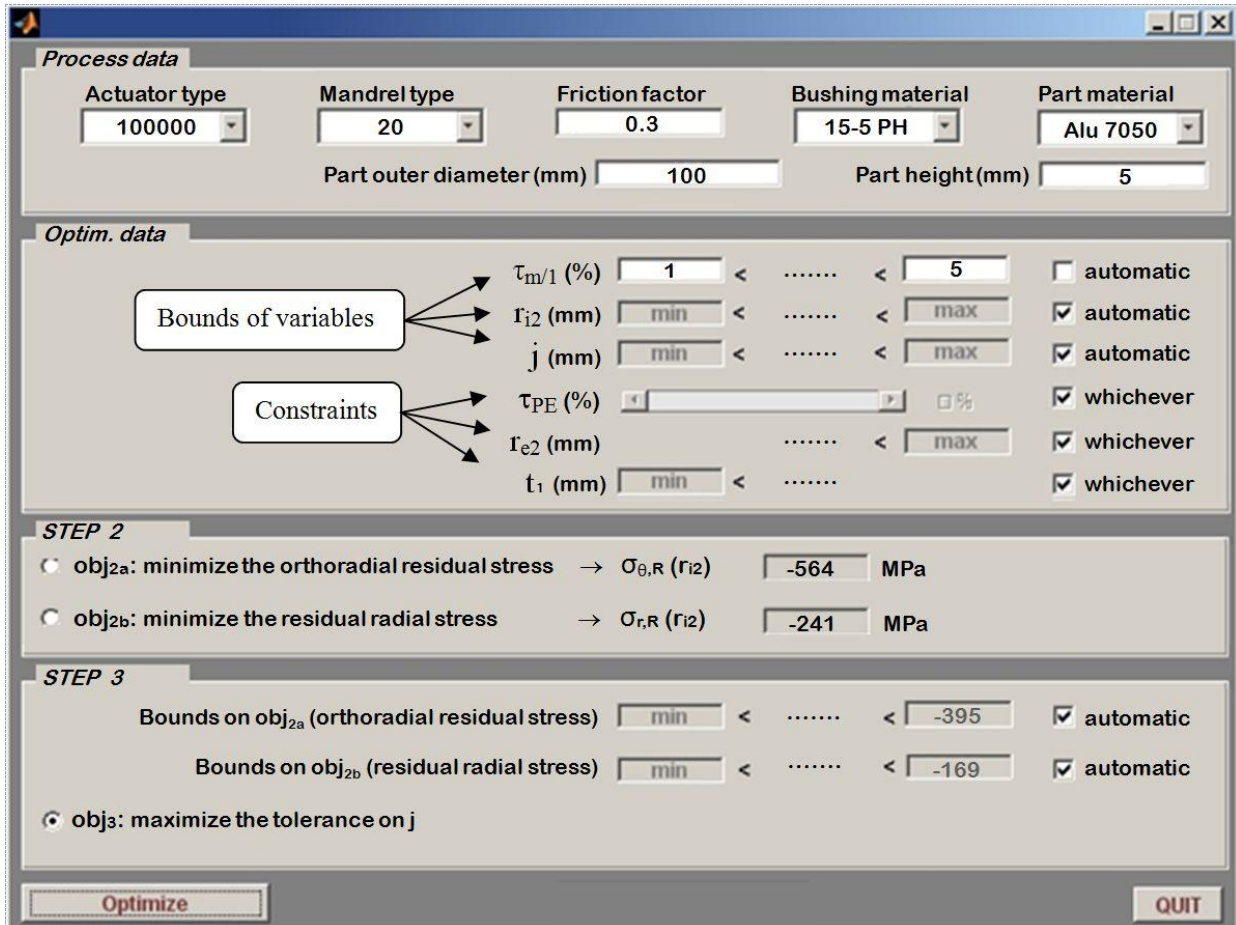 Process data
Actuator type Mandrel type Friction factor Bushing material Part material
100000 20 0.3 15-5 PH Alu 7050
Part outer diameter (mm) 100 Part height (mm) 5
Optim. data
τm/1 (%) 1 < ....... < 5 automatic
Bounds of variables ri2 (mm) min < ....... < max automatic
j (mm) min < ....... < max automatic
Constraints τPE (%) % whichever
re2 (mm) ....... < max whichever
t1 (mm) min < ....... whichever
STEP 2
obj2a: minimize the orthoradial residual stress → σθ,R (ri2) -564 MPa
obj2b: minimize the residual radial stress → σr,R (ri2) -241 MPa
STEP 3
Bounds on obj2a (orthoradial residual stress) min < ....... < -395 automatic
Bounds on obj2b (residual radial stress) min < ....... < -169 automatic
obj3: maximize the tolerance on j
Optimize QUIT